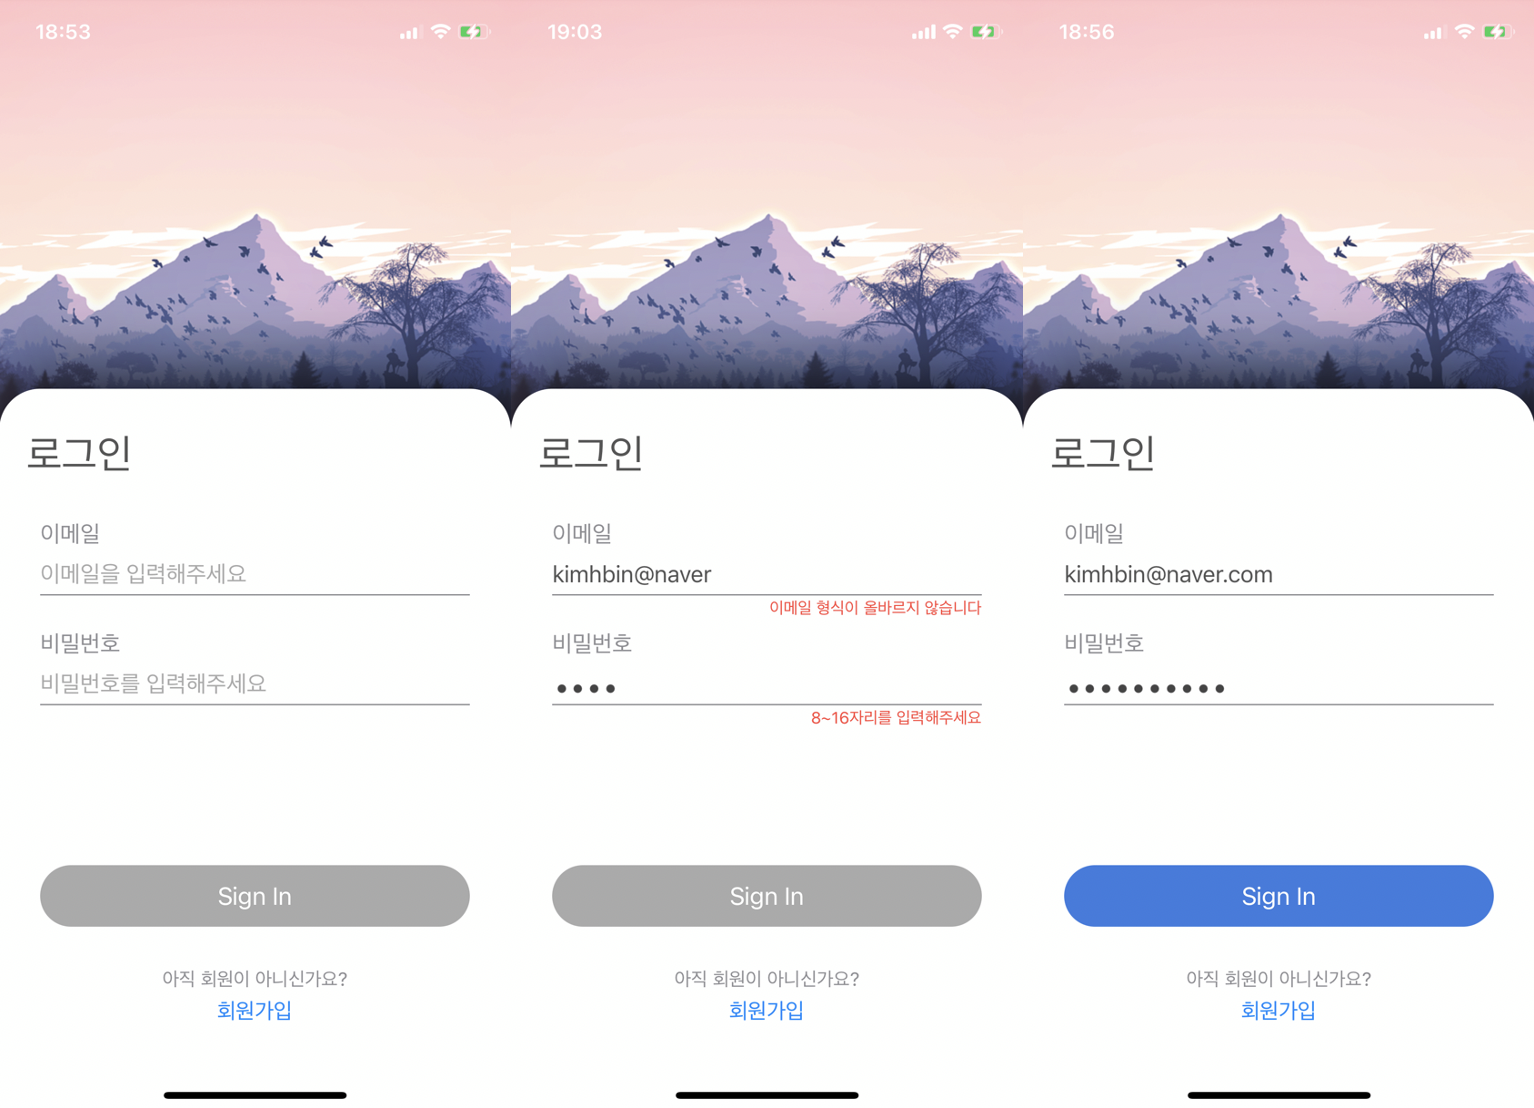 18:53
로그인
이메일
이메일을 입력해주세요
비밀번호
비밀번호를 입력해주세요
Sign In
아직 회원이 아니신가요?
회원가입
19:03
로그인
이메일
kimhbin@naver
이메일 형식이 올바르지 않습니다
비밀번호
••••
8~16자리를 입력해주세요
Sign In
아직 회원이 아니신가요?
회원가입
18:56
로그인
이메일
kimhbin@naver.com
비밀번호
••••••••••
Sign In
아직 회원이 아니신가요?
회원가입